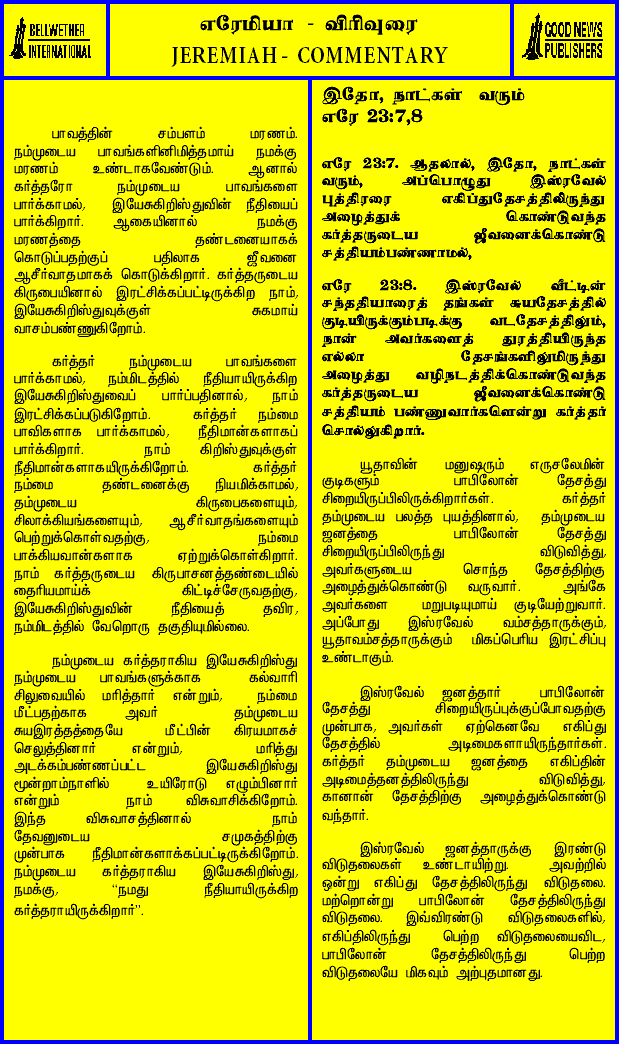 BELLWETHER
INTERNATIONAL
எரேமியா - விரிவுரை
JEREMIAH - COMMENTARY
GOOD NEWS
PUBLISHERS
பாவத்தின் சம்பளம் மரணம்.
நம்முடைய பாவங்களினிமித்தமாய் நமக்கு
மரணம் உண்டாகவேண்டும். ஆனால்
கர்த்தரோ நம்முடைய பாவங்களை
பார்க்காமல், இயேசுகிறிஸ்துவின் நீதியைப்
பார்க்கிறார். ஆகையினால் நமக்கு
மரணத்தை தண்டனையாகக்
கொடுப்பதற்குப் பதிலாக ஜீவனை
ஆசீர்வாதமாகக் கொடுக்கிறார். கர்த்தருடைய
கிருபையினால் இரட்சிக்கப்பட்டிருக்கிற நாம்,
இயேசுகிறிஸ்துவுக்குள் சுகமாய்
வாசம்பண்ணுகிறோம்.
கர்த்தர் நம்முடைய பாவங்களை
பார்க்காமல், நம்மிடத்தில் நீதியாயிருக்கிற
இயேசுகிறிஸ்துவைப் பார்ப்பதினால், நாம்
இரட்சிக்கப்படுகிறோம். கர்த்தர் நம்மை
பாவிகளாக பார்க்காமல், நீதிமான்களாகப்
பார்க்கிறார். நாம் கிறிஸ்துவுக்குள்
நீதிமான்களாகயிருக்கிறோம். கர்த்தர்
நம்மை தண்டனைக்கு நியமிக்காமல்,
தம்முடைய கிருபைகளையும்,
சிலாக்கியங்களையும், ஆசீர்வாதங்களையும்
பெற்றுக்கொள்வதற்கு, நம்மை
பாக்கியவான்களாக ஏற்றுக்கொள்கிறார்.
நாம் கர்த்தருடைய கிருபாசனத்தண்டையில்
தைரியமாய்க் கிட்டிச்சேருவதற்கு,
இயேசுகிறிஸ்துவின் நீதியைத் தவிர,
நம்மிடத்தில் வேறொரு தகுதியுமில்லை.
நம்முடைய கர்த்தராகிய இயேசுகிறிஸ்து
நம்முடைய பாவங்களுக்காக கல்வாரி
சிலுவையில் மரித்தார் என்றும், நம்மை
மீட்பதற்காக அவர் தம்முடைய
சுயஇரத்தத்தையே மீட்பின் கிரயமாகச்
செலுத்தினார் என்றும், மரித்து
அடக்கம்பண்ணப்பட்ட இயேசுகிறிஸ்து
மூன்றாம்நாளில் உயிரோடு எழும்பினார்
என்றும் நாம் விசுவாசிக்கிறோம்.
இந்த விசுவாசத்தினால் நாம்
தேவனுடைய சமுகத்திற்கு
முன்பாக நீதிமான்களாக்கப்பட்டிருக்கிறோம்.
நம்முடைய கர்த்தராகிய இயேசுகிறிஸ்து,
நமக்கு, "நமது நீதியாயிருக்கிற
கர்த்தராயிருக்கிறார்".
இதோ, நாட்கள் வரும்
எரே 23:7,8
எரே 23:7. ஆதலால், இதோ, நாட்கள்
வரும், அப்பொழுது இஸ்ரவேல்
புத்திரரை எகிப்துதேசத்திலிருந்து
அழைத்துக் கொண்டுவந்த
கர்த்தருடைய ஜீவனைக்கொண்டு
சத்தியம்பண்ணாமல்,
எரே 23:8. இஸ்ரவேல் வீட்டின்
சந்ததியாரைத் தங்கள் சுயதேசத்தில்
குடியிருக்கும்படிக்கு வடதேசத்திலும்,
நான் அவர்களைத் துரத்தியிருந்த
எல்லா தேசங்களிலுமிருந்து
அழைத்து வழிநடத்திக்கொண்டுவந்த
கர்த்தருடைய ஜீவனைக்கொண்டு
சத்தியம் பண்ணுவார்களென்று கர்த்தர்
சொல்லுகிறார்.
யூதாவின் மனுஷரும் எருசலேமின்
குடிகளும் பாபிலோன் தேசத்து
சிறையிருப்பிலிருக்கிறார்கள். கர்த்தர்
தம்முடைய பலத்த புயத்தினால், தம்முடைய
ஜனத்தை பாபிலோன் தேசத்து
சிறையிருப்பிலிருந்து விடுவித்து,
அவர்களுடைய சொந்த தேசத்திற்கு
அழைத்துக்கொண்டு வருவார். அங்கே
அவர்களை மறுபடியுமாய் குடியேற்றுவார்.
அப்போது இஸ்ரவேல் வம்சத்தாருக்கும்,
யூதாவம்சத்தாருக்கும் மிகப்பெரிய இரட்சிப்பு
உண்டாகும்.
இஸ்ரவேல் ஜனத்தார் பாபிலோன்
தேசத்து சிறையிருப்புக்குப்போவதற்கு
முன்பாக, அவர்கள் ஏற்கெனவே எகிப்து
தேசத்தில் அடிமைகளாயிருந்தார்கள்.
கர்த்தர் தம்முடைய ஜனத்தை எகிப்தின்
அடிமைத்தனத்திலிருந்து விடுவித்து,
கானான் தேசத்திற்கு அழைத்துக்கொண்டு
வந்தார்.
இஸ்ரவேல் ஜனத்தாருக்கு இரண்டு
விடுதலைகள் உண்டாயிற்று. அவற்றில்
ஒன்று எகிப்து தேசத்திலிருந்து விடுதலை.
மற்றொன்று பாபிலோன் தேசத்திலிருந்து
விடுதலை. இவ்விரண்டு விடுதலைகளில்,
எகிப்திலிருந்து பெற்ற விடுதலையைவிட,
பாபிலோன் தேசத்திலிருந்து பெற்ற
விடுதலையே மிகவும் அற்புதமானது.